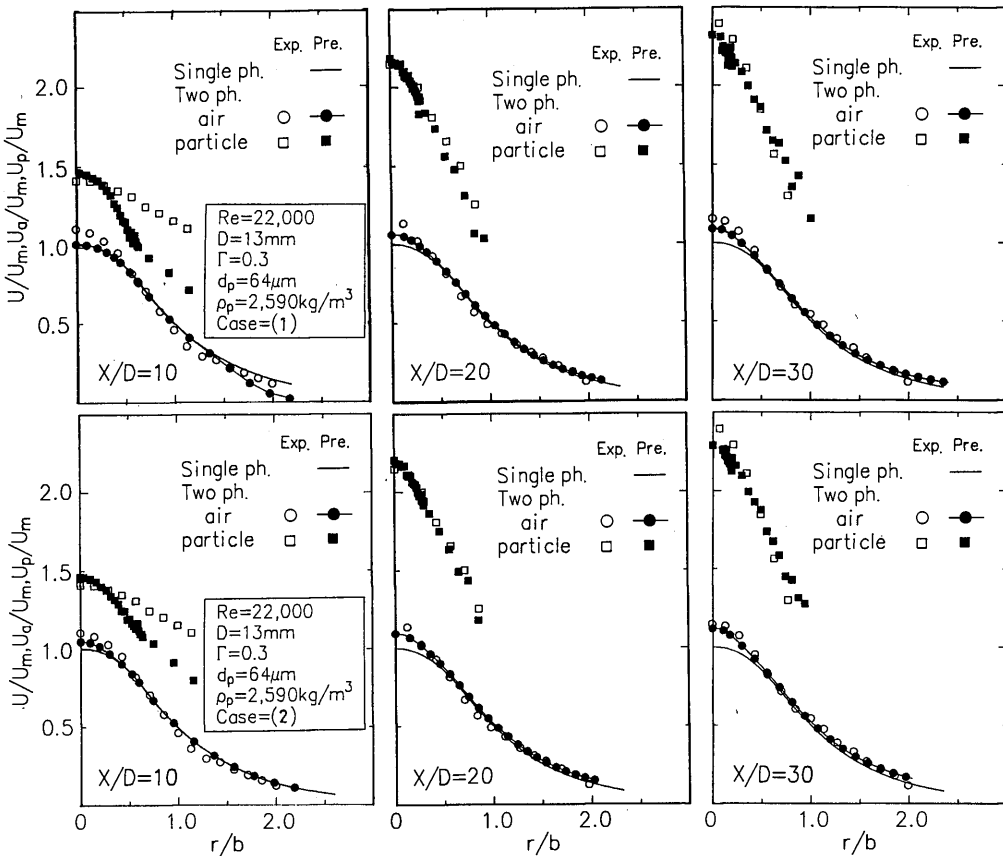 Exp. Pre.
Single ph.
Two ph.
air
particle
2.0
1.5
1.0
0.5
U/Um,Ua/Um,Up/Um
Re=22,000
D=13mm
Γ=0.3
dp=64μm
ρp=2,590kg/m³
Case=(1)
X/D=10
Exp. Pre.
Single ph.
Two ph.
air
particle
X/D=20
Exp. Pre.
Single ph.
Two ph.
air
particle
X/D=30
Exp. Pre.
Single ph.
Two ph.
air
particle
2.0
1.5
1.0
0.5
U/Um,Ua/Um,Up/Um
Re=22,000
D=13mm
Γ=0.3
dp=64μm
ρp=2,590kg/m³
Case=(2)
X/D=10
0 1.0 2.0
r/b
Exp. Pre.
Single ph.
Two ph.
air
particle
X/D=20
0 1.0 2.0
r/b
Exp. Pre.
Single ph.
Two ph.
air
particle
X/D=30
0 1.0 2.0
r/b